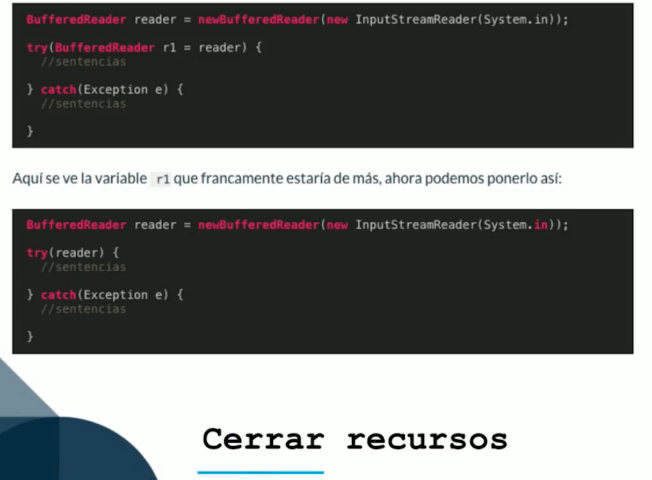 BufferedReader reader = newBufferedReader(new InputStreamReader(System.in));
try(BufferedReader r1 = reader) {
//sentencias
} catch(Exception e) {
//sentencias
}
Aquí se ve la variable r1 que francamente estaría de más, ahora podemos ponerlo así:
BufferedReader reader = newBufferedReader(new InputStreamReader(System.in));
try(reader) {
//sentencias
} catch(Exception e) {
//sentencias
}
Cerrar recursos